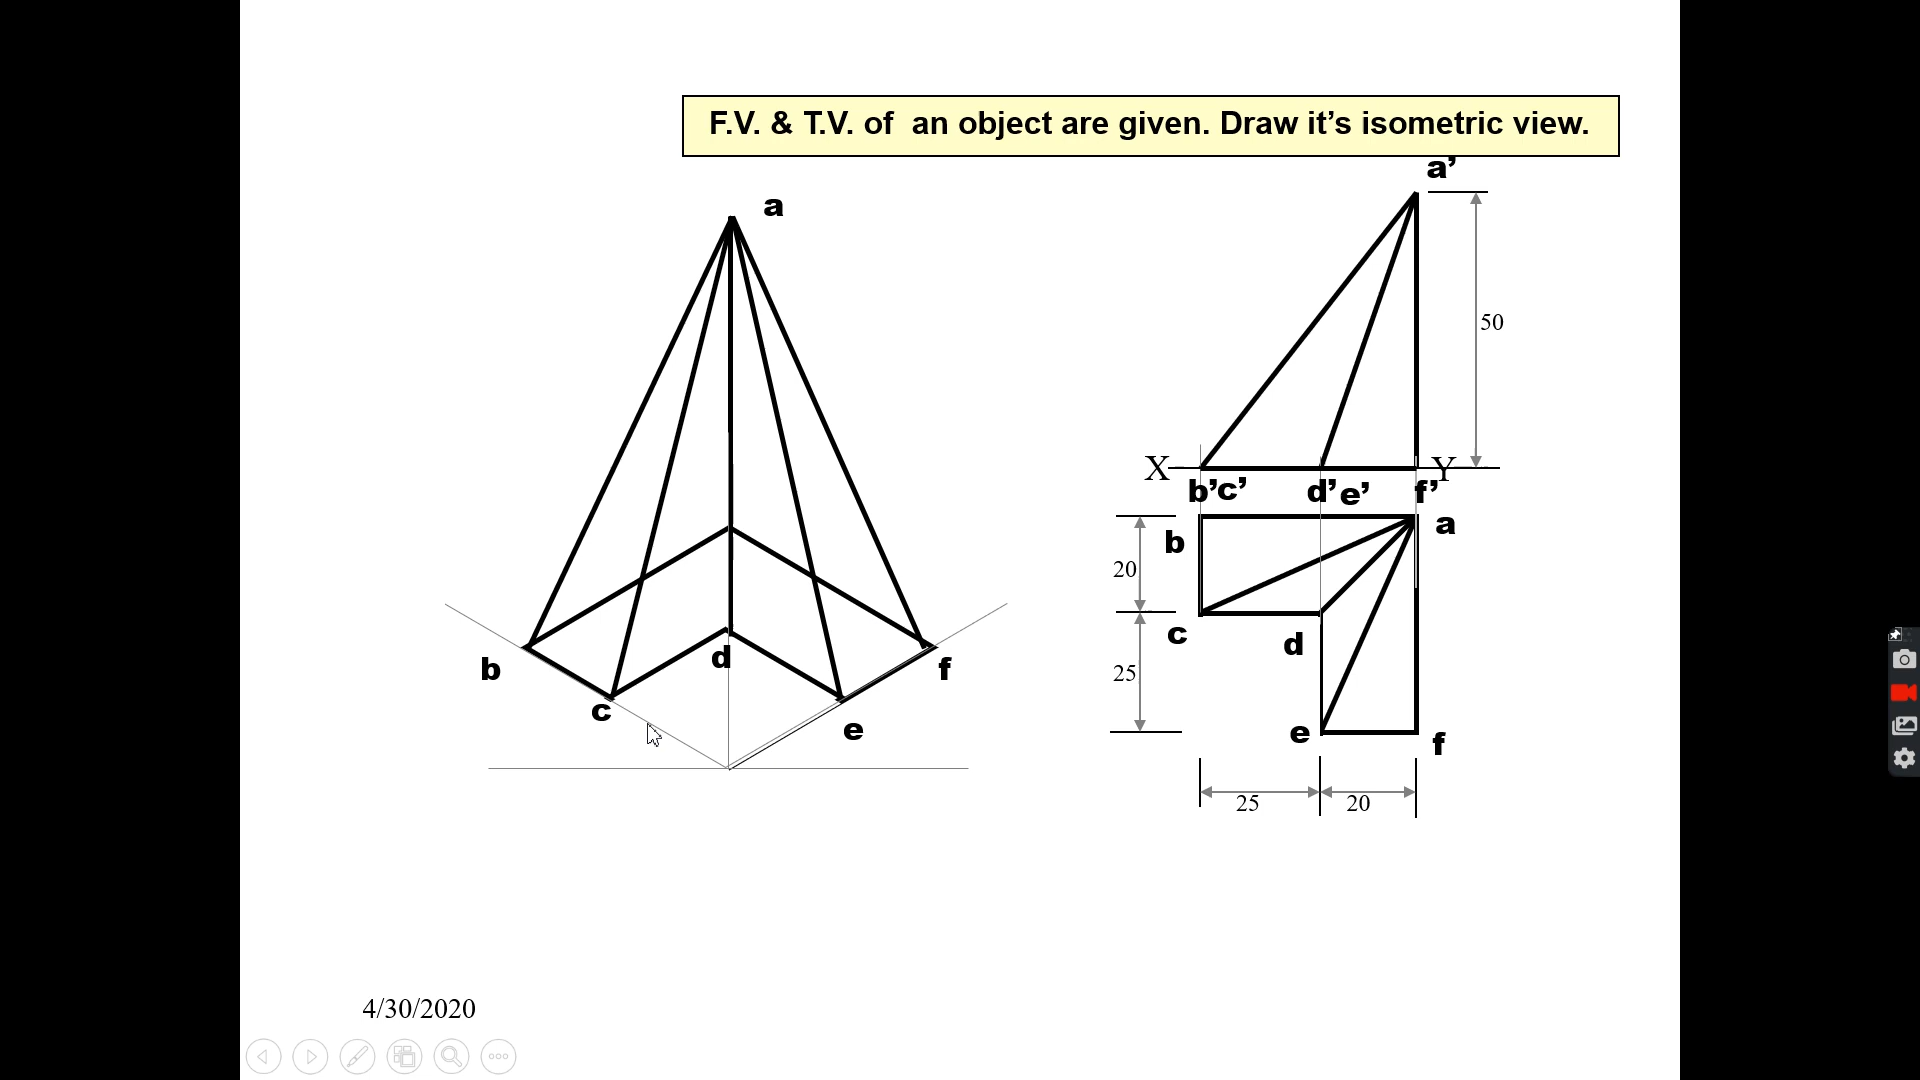 F.V. & T.V. of  an object are given. Draw it’s isometric view.
a’
a
50
X
Y
b’c’
d’
e’
f’
a
b
20
c
d
b
d
f
25
c
e
e
f
25
20
4/30/2020